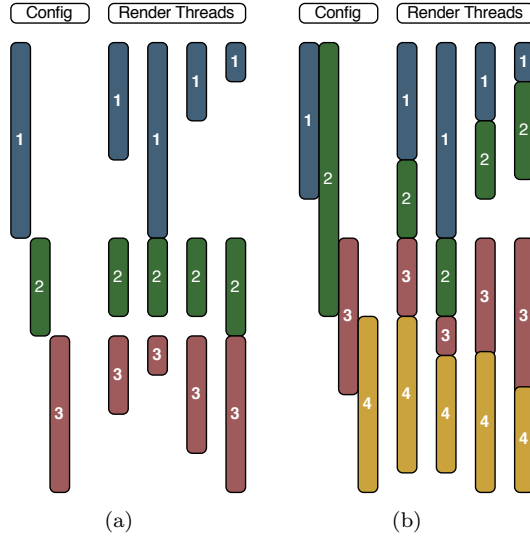 Config Render Threads Config Render Threads
1 1 1 1 1 1 2 1 1 1 1
2 2 2
2 2 2 2 2 3 2 3 3
3 3 3 3 3 3 3
4 4 4 4 4
(a) (b)